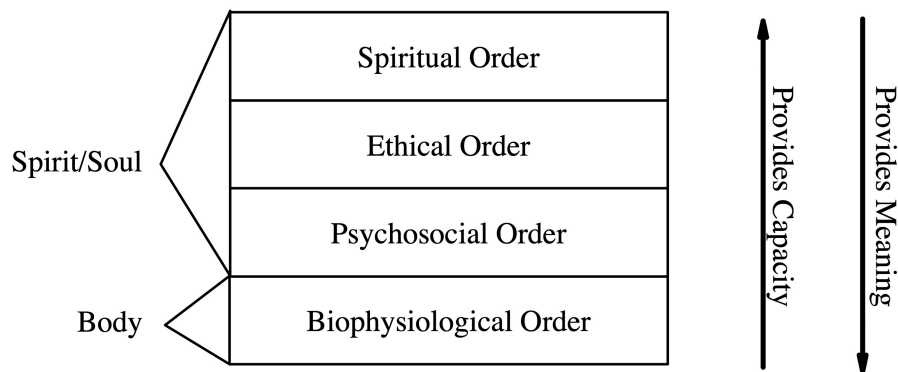 Spiritual Order
Ethical Order
Spirit/Soul
Psychosocial Order
Body
Biophysiological Order
Provides Capacity
Provides Meaning